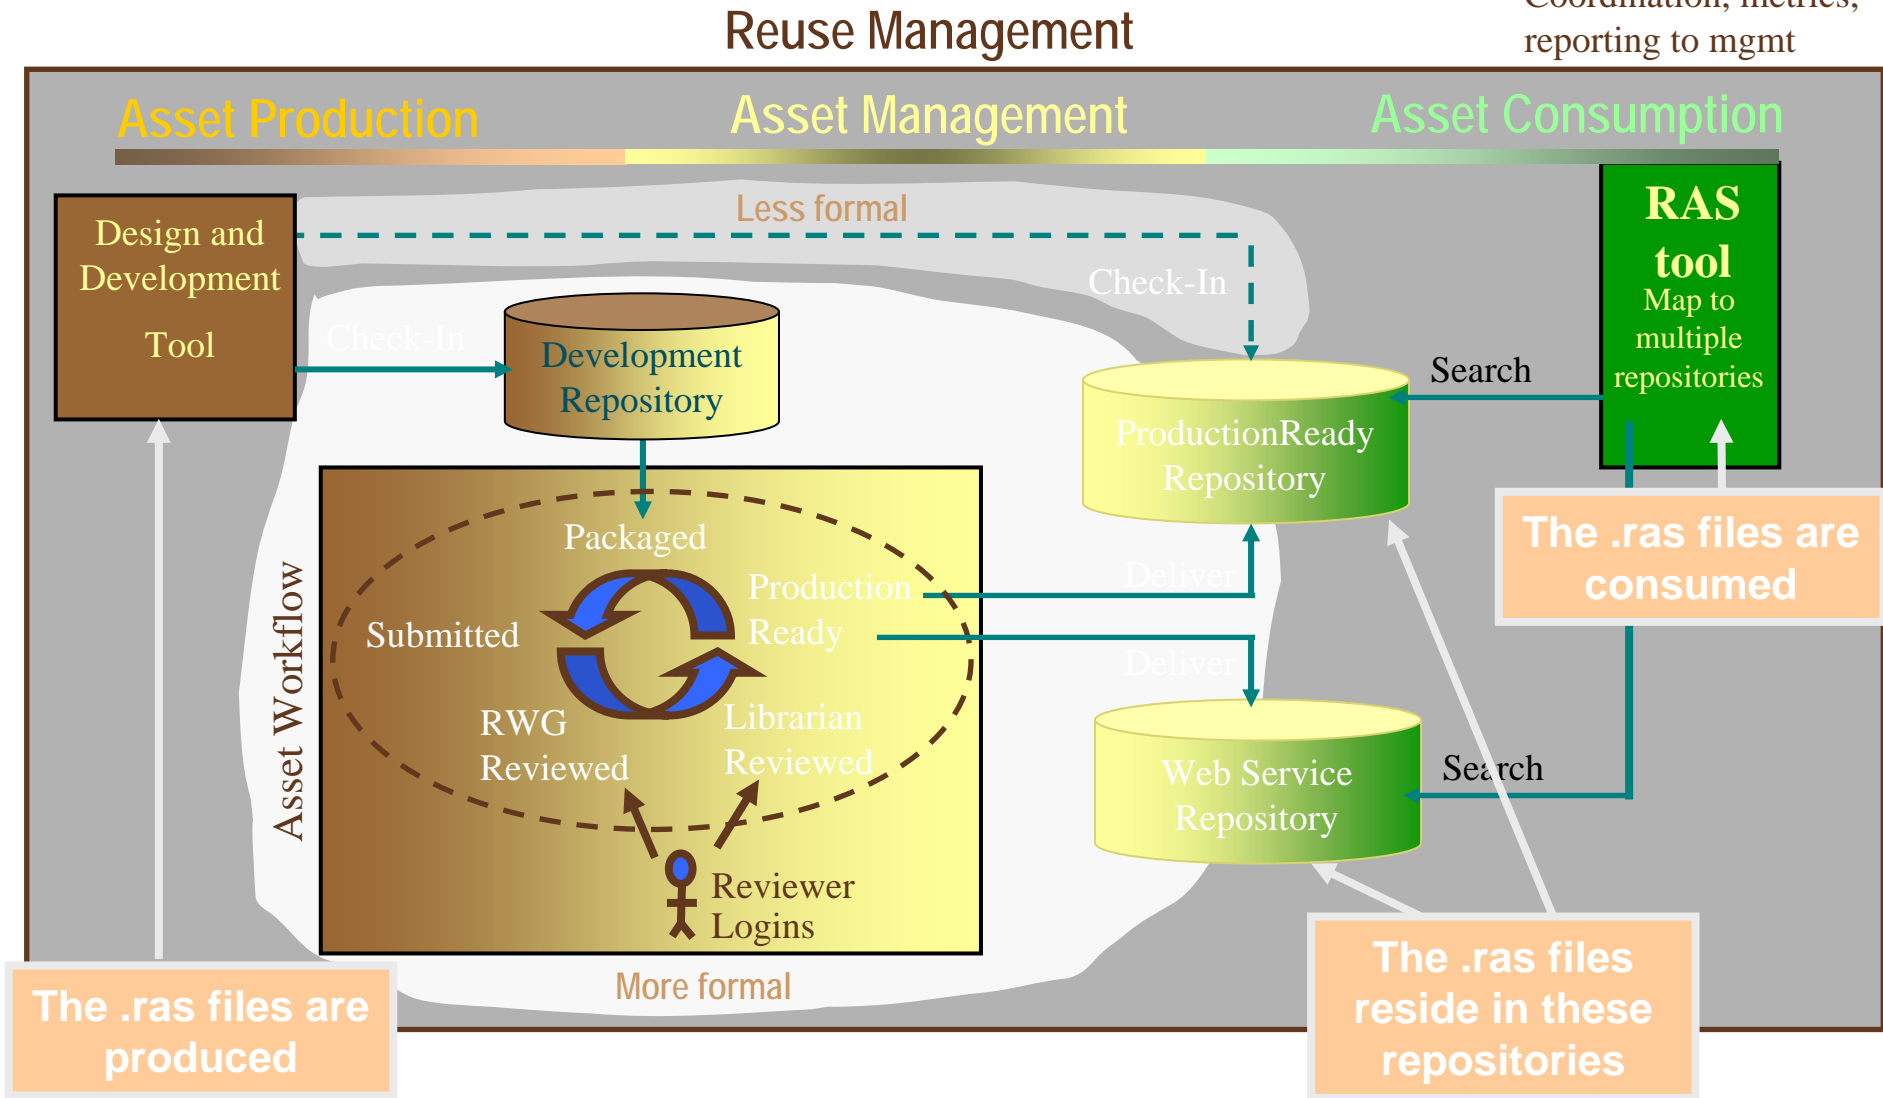 Coordination, metrics,
reporting to mgmt
Reuse Management
Asset Production
Asset Management
Asset Consumption
Less formal
Design and
Development
Tool
Check-In
Check-In
Development
Repository
RAS
tool
Map to
multiple
repositories
Search
ProductionReady
Repository
The .ras files are
consumed
Asset Workflow
Packaged
Production
Ready
Submitted
RWG
Reviewed
Librarian
Reviewed
Deliver
Deliver
Web Service
Repository
Search
Reviewer
Logins
More formal
The .ras files are
produced
The .ras files
reside in these
repositories